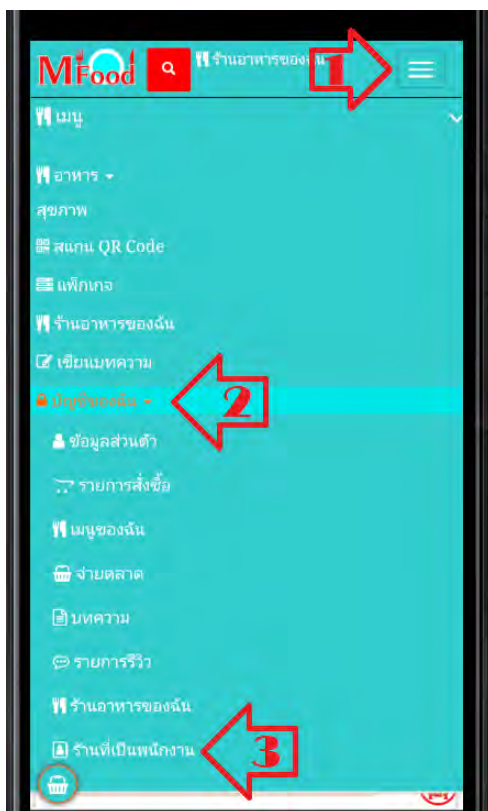 MFood
ร้านอาหารของฉัน
1
เมนู
อาหาร
สุขภาพ
สแกน QR Code
แพ็กเกจ
ร้านอาหารของฉัน
เขียนบทความ
บัญชีของฉัน
2
ข้อมูลส่วนตัว
รายการสั่งซื้อ
เมนูของฉัน
จ่ายตลาด
บทความ
รายการรีวิว
ร้านอาหารของฉัน
ร้านที่เป็นพนักงาน
3